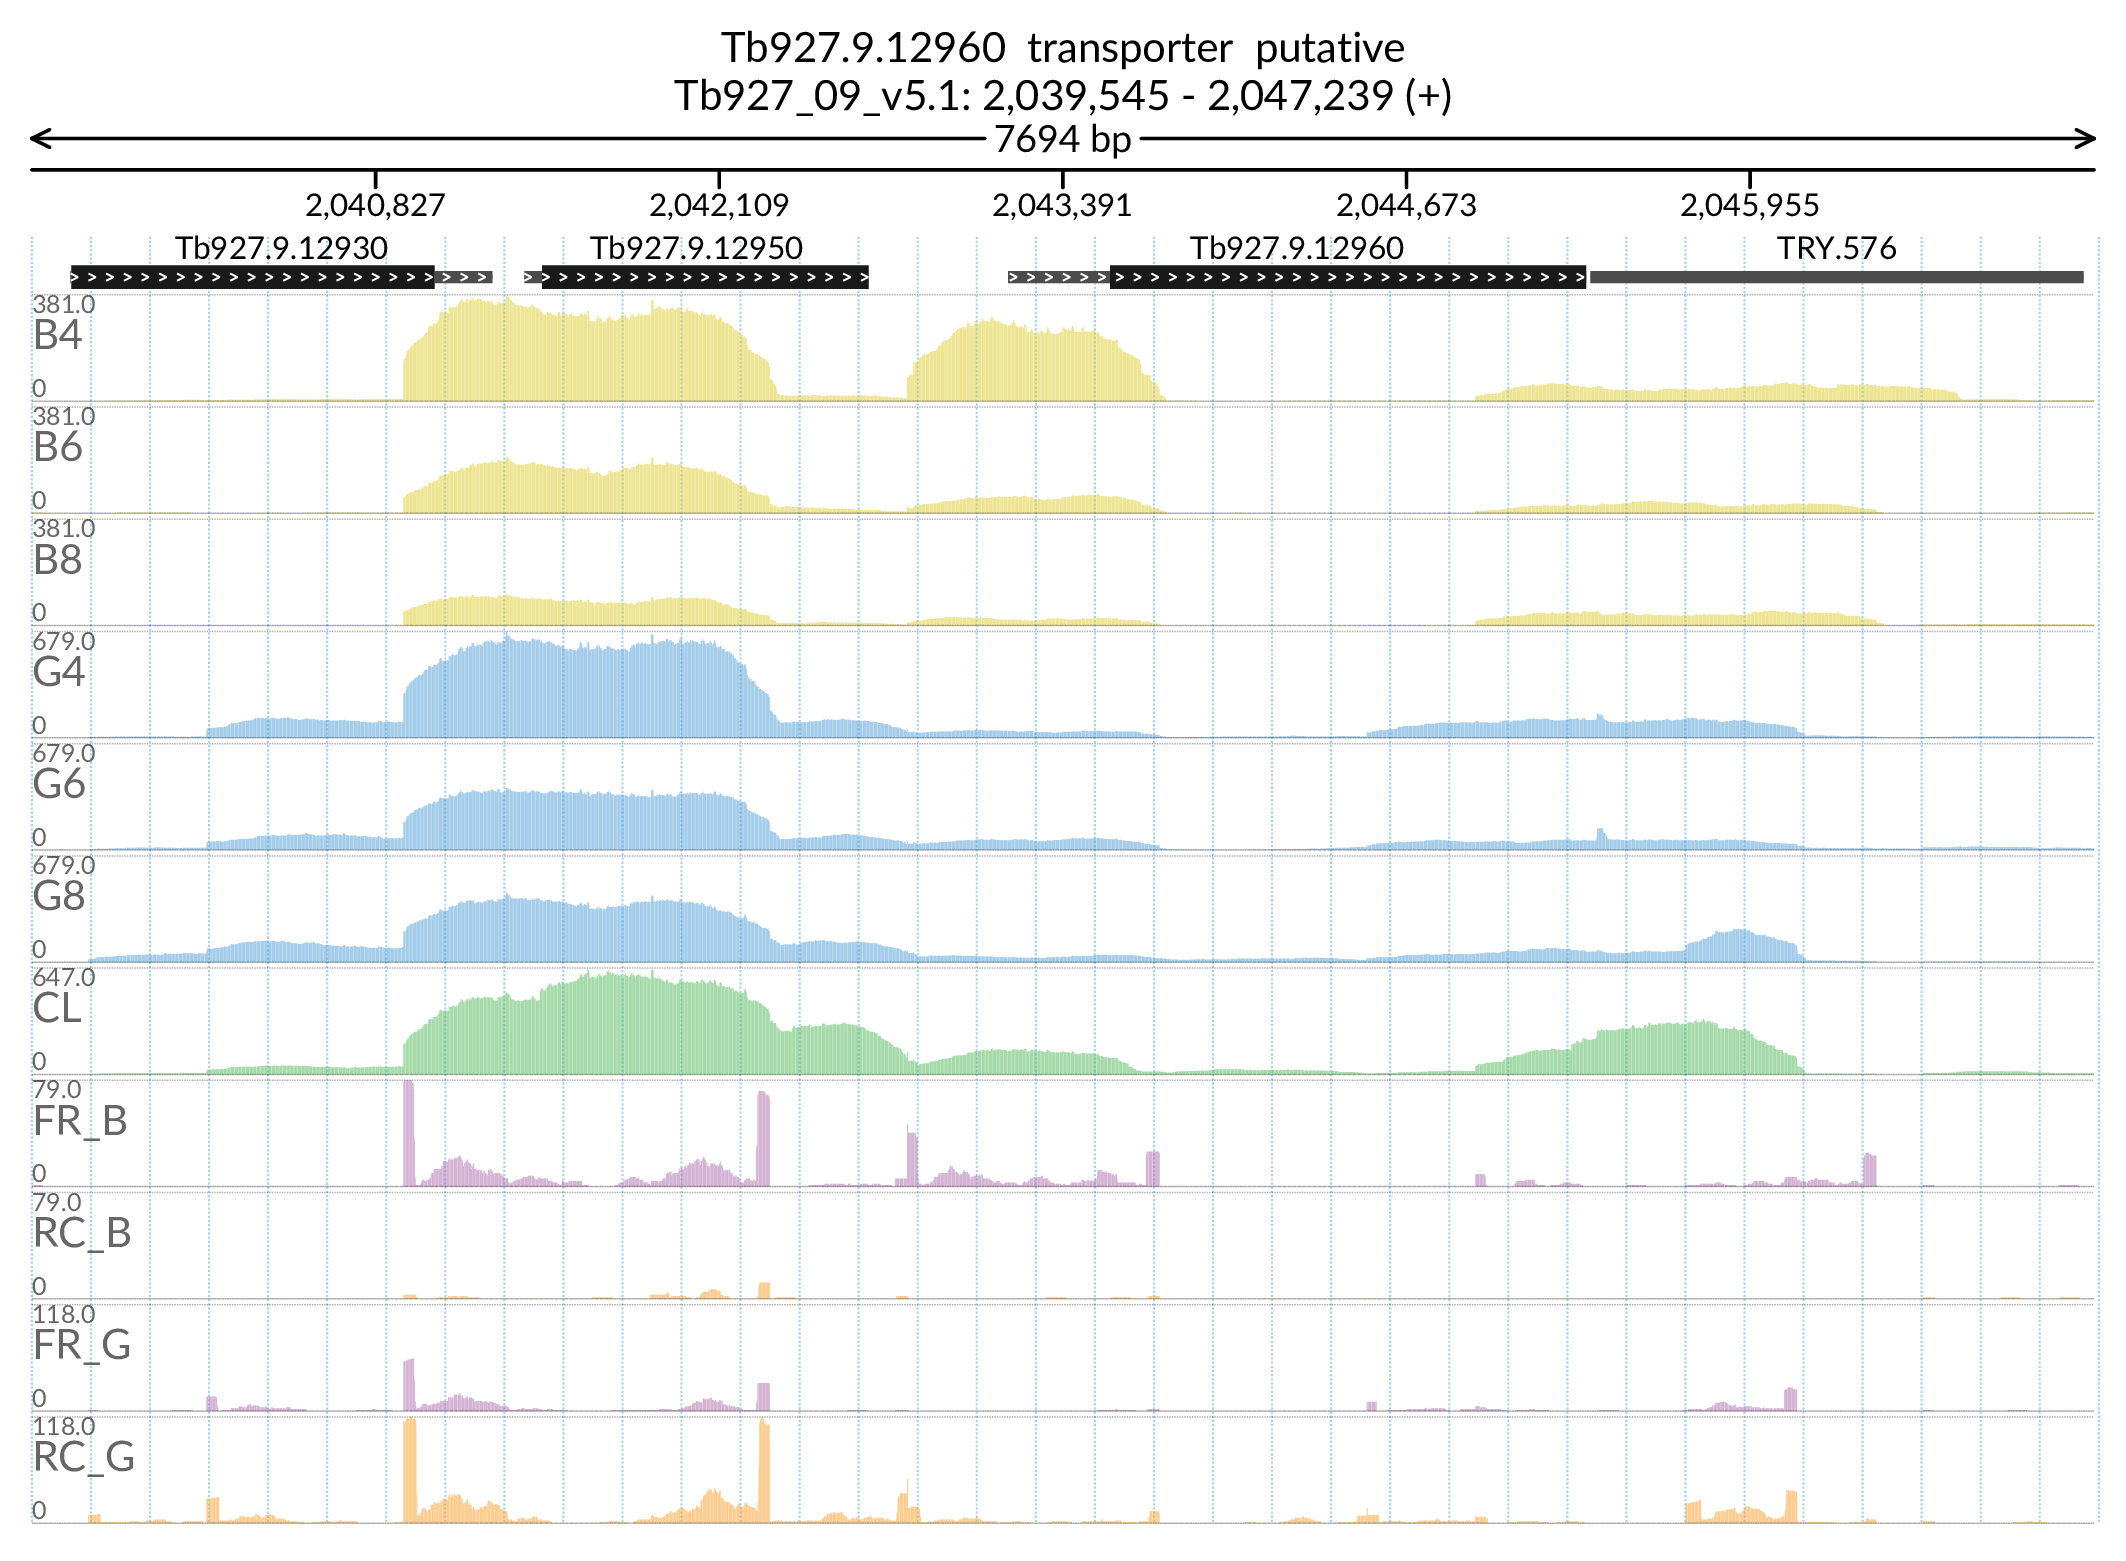 Tb927.9.12960 transporter putative
Tb927_09_v5.1: 2,039,545 - 2,047,239 (+)
7694 bp
2,040,827 2,042,109 2,043,391 2,044,673 2,045,955
Tb927.9.12930 Tb927.9.12950 Tb927.9.12960 TRY.576
381.0
B4
0
381.0
B6
0
381.0
B8
0
679.0
G4
0
679.0
G6
0
679.0
G8
0
647.0
CL
0
79.0
FR_B
0
79.0
RC_B
0
118.0
FR_G
0
118.0
RC_G
0